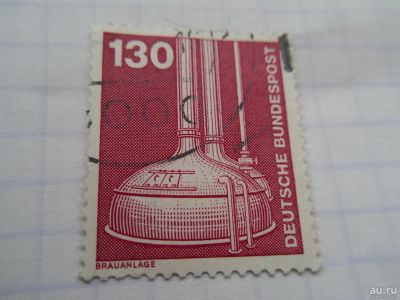 130
DEUTSCHE BUNDESPOST
BRAUANLAGE
au.ru